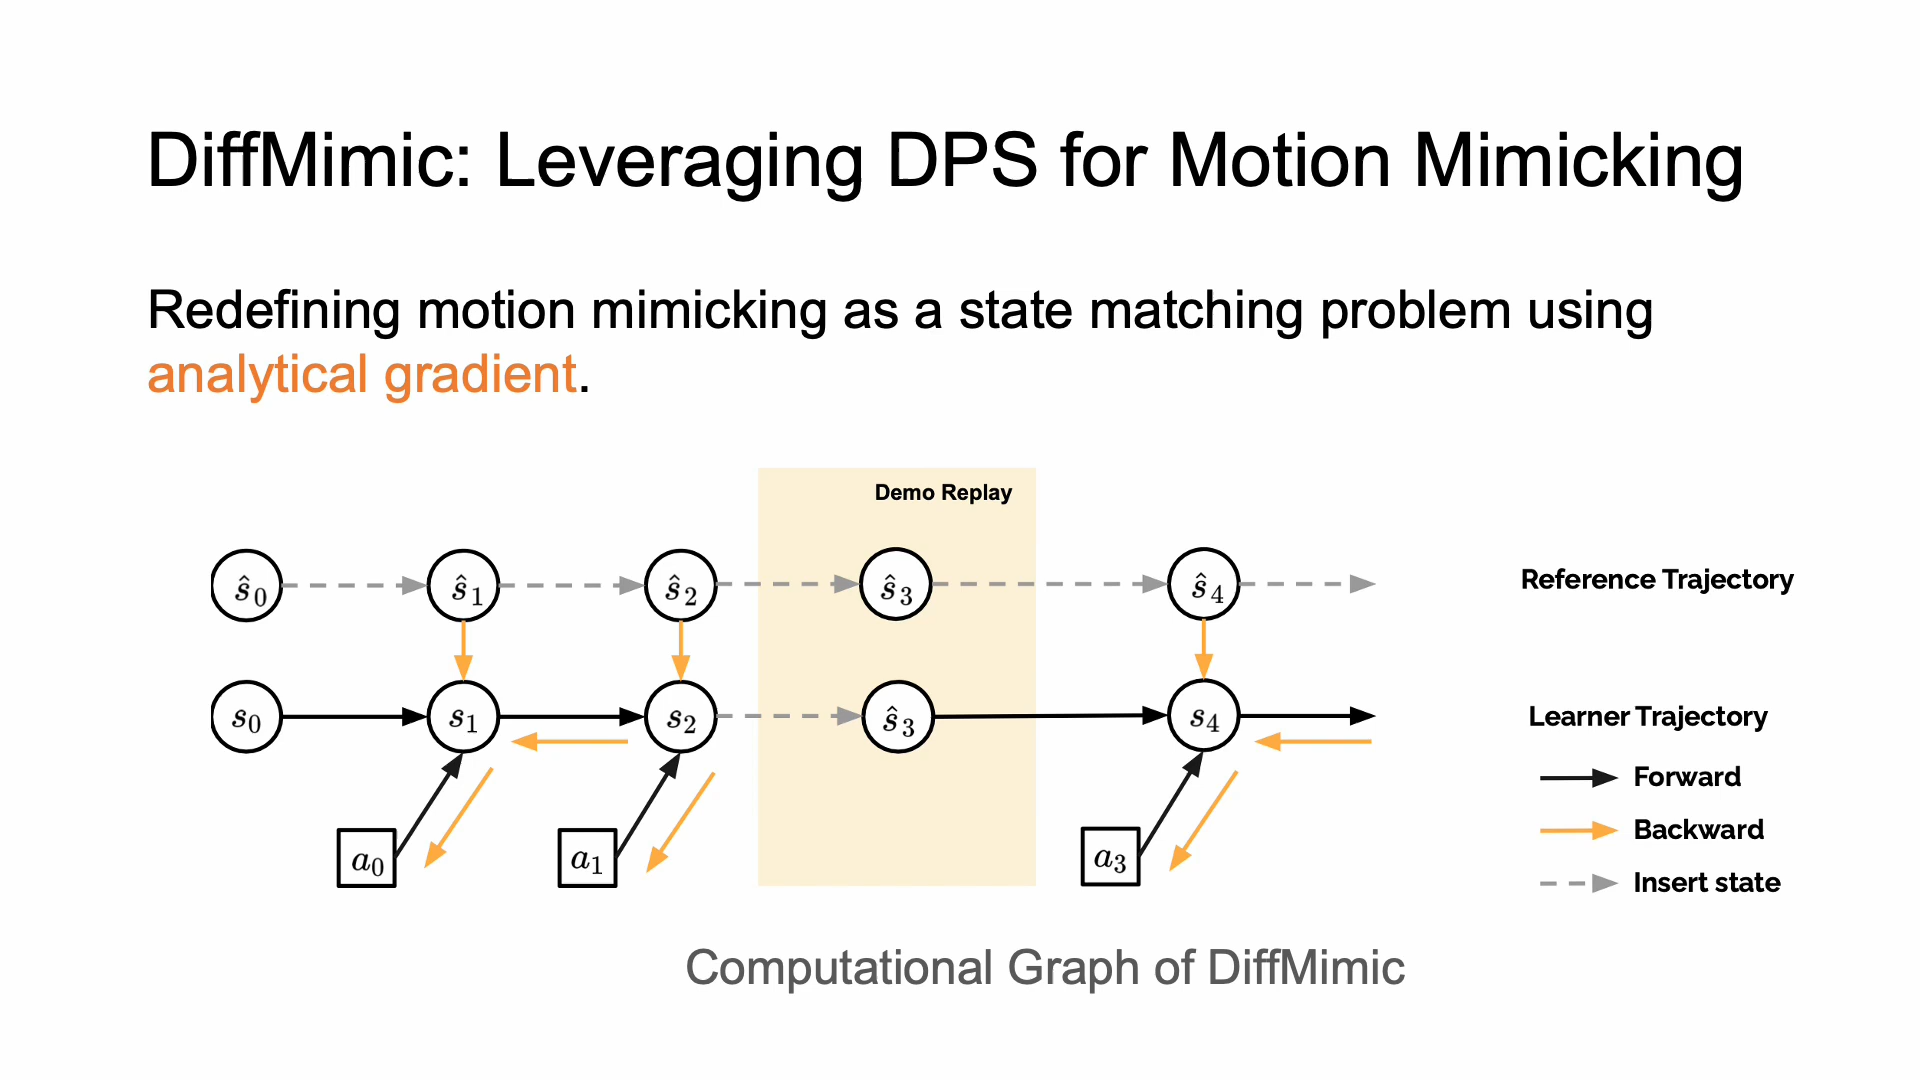 DiffMimic: Leveraging DPS for Motion Mimicking
Redefining motion mimicking as a state matching problem using
analytical gradient.
Demo Replay
ŝ₀ ŝ₁ ŝ₂ ŝ₃ ŝ₄
Reference Trajectory
s₀ s₁ s₂ ŝ₃ s₄
Learner Trajectory
Forward
Backward
a₀ a₁ a₃
Insert state
Computational Graph of DiffMimic